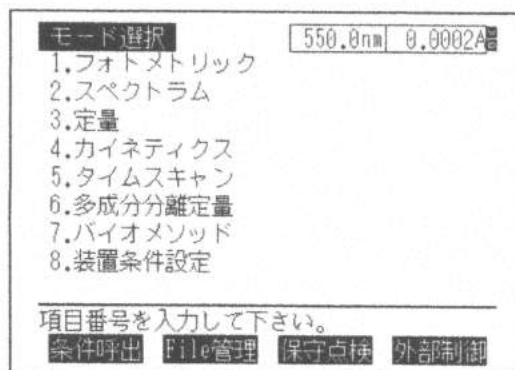 モード選択 550.0nm 0.0002A
1.フォトメトリック
2.スペクトラム
3.定量
4.カイネティクス
5.タイムスキャン
6.多成分分離定量
7.バイオメソッド
8.装置条件設定
項目番号を入力して下さい。
条件呼出 File管理 保守点検 外部制御